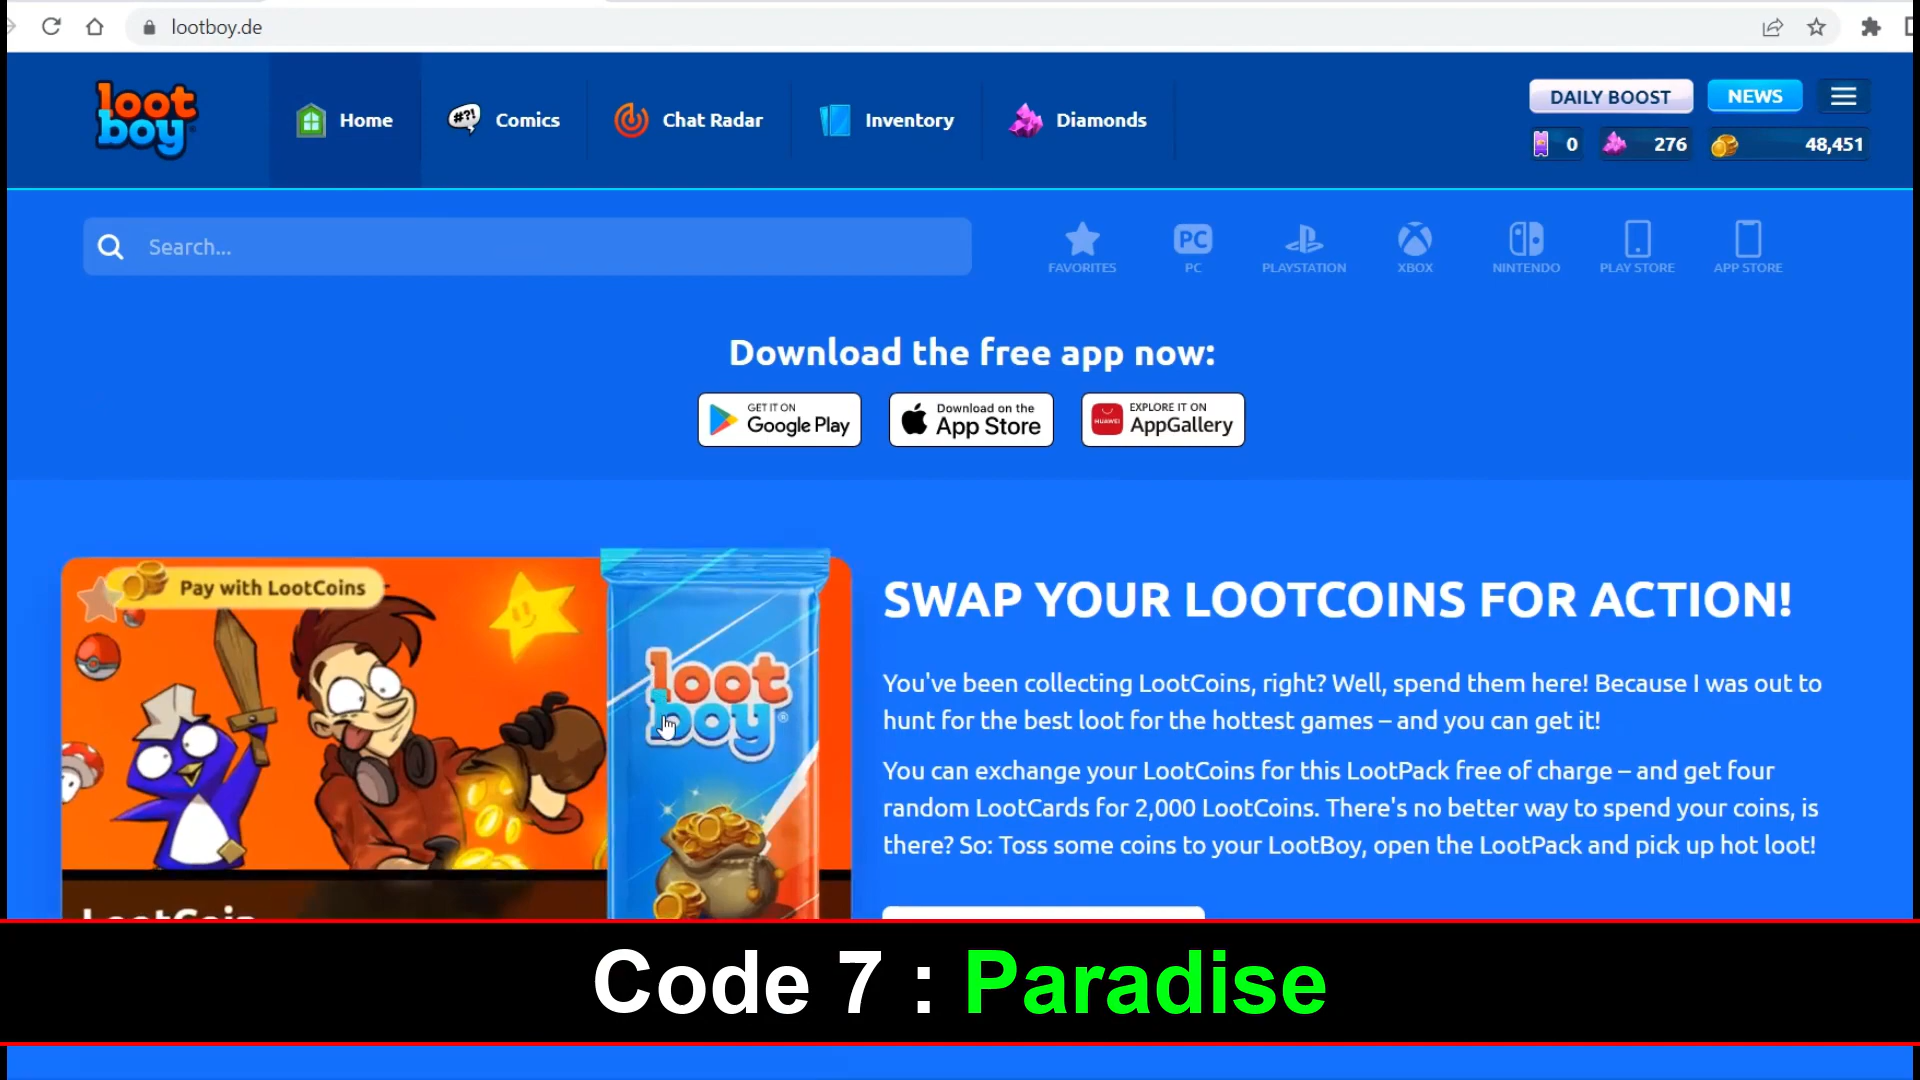 lootboy.de
loot
boy
Home
Comics
Chat Radar
Inventory
Diamonds
DAILY BOOST
NEWS
#?!
0
276
48,451
Search...
FAVORITES
PC
PC
PLAYSTATION
XBOX
NINTENDO
PLAY STORE
APP STORE
Download the free app now:
GET IT ON
Google Play
Download on the
App Store
HUAWEI
EXPLORE IT ON
AppGallery
Pay with LootCoins
loot
boy®
SWAP YOUR LOOTCOINS FOR ACTION!
You've been collecting LootCoins, right? Well, spend them here! Because I was out to
hunt for the best loot for the hottest games – and you can get it!
You can exchange your LootCoins for this LootPack free of charge – and get four
random LootCards for 2,000 LootCoins. There's no better way to spend your coins, is
there? So: Toss some coins to your LootBoy, open the LootPack and pick up hot loot!
LootCoin
Code 7 : Paradise